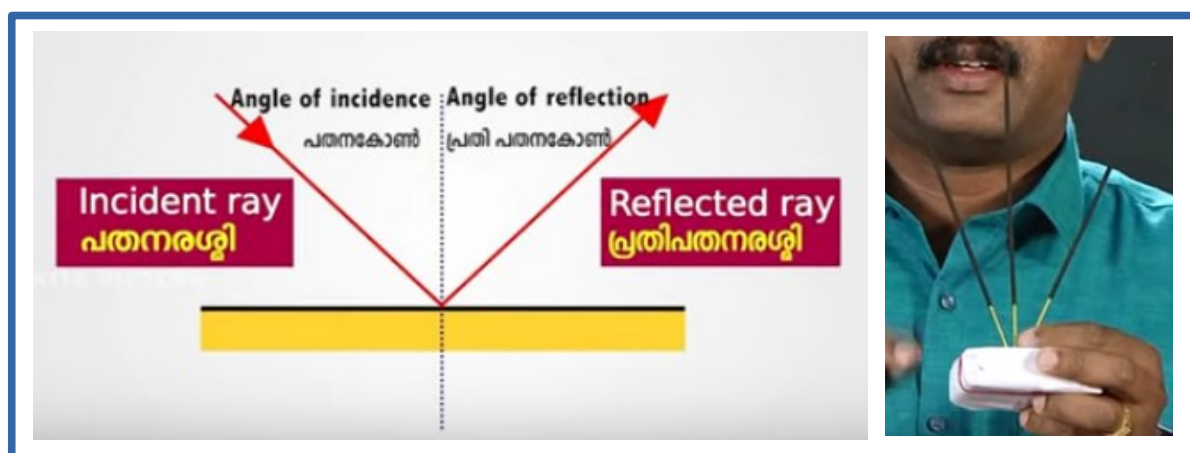 Angle of incidence
പതനകോൺ
Angle of reflection
പ്രതി പതനകോൺ
Incident ray
പതനരശ്മി
Reflected ray
പ്രതിപതനരശ്മി